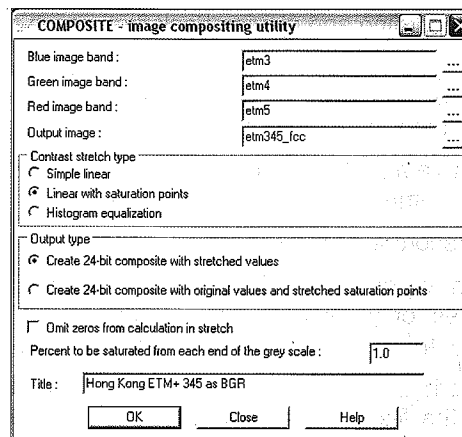 COMPOSITE - image compositing utility
Blue image band : etm3 ...
Green image band : etm4 ...
Red image band : etm5 ...
Output image : etm345_fcc ...
Contrast stretch type
Simple linear
Linear with saturation points
Histogram equalization
Output type
Create 24-bit composite with stretched values
Create 24-bit composite with original values and stretched saturation points
Omit zeros from calculation in stretch
Percent to be saturated from each end of the grey scale : 1.0
Title : Hong Kong ETM+ 345 as BGR
OK Close Help